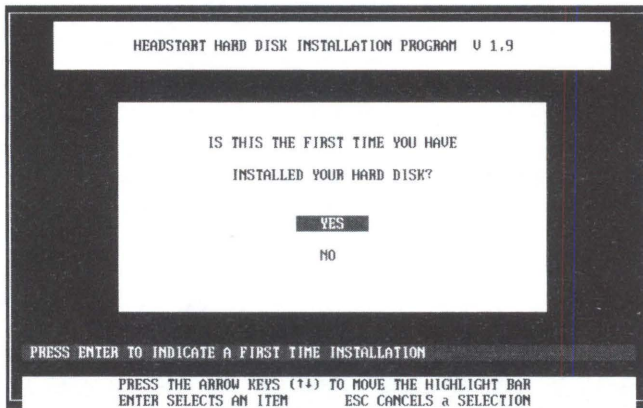 HEADSTART HARD DISK INSTALLATION PROGRAM V 1.9
IS THIS THE FIRST TIME YOU HAVE
INSTALLED YOUR HARD DISK?
YES
NO
PRESS ENTER TO INDICATE A FIRST TIME INSTALLATION
PRESS THE ARROW KEYS (↑↓) TO MOVE THE HIGHLIGHT BAR
ENTER SELECTS AN ITEM ESC CANCELS a SELECTION